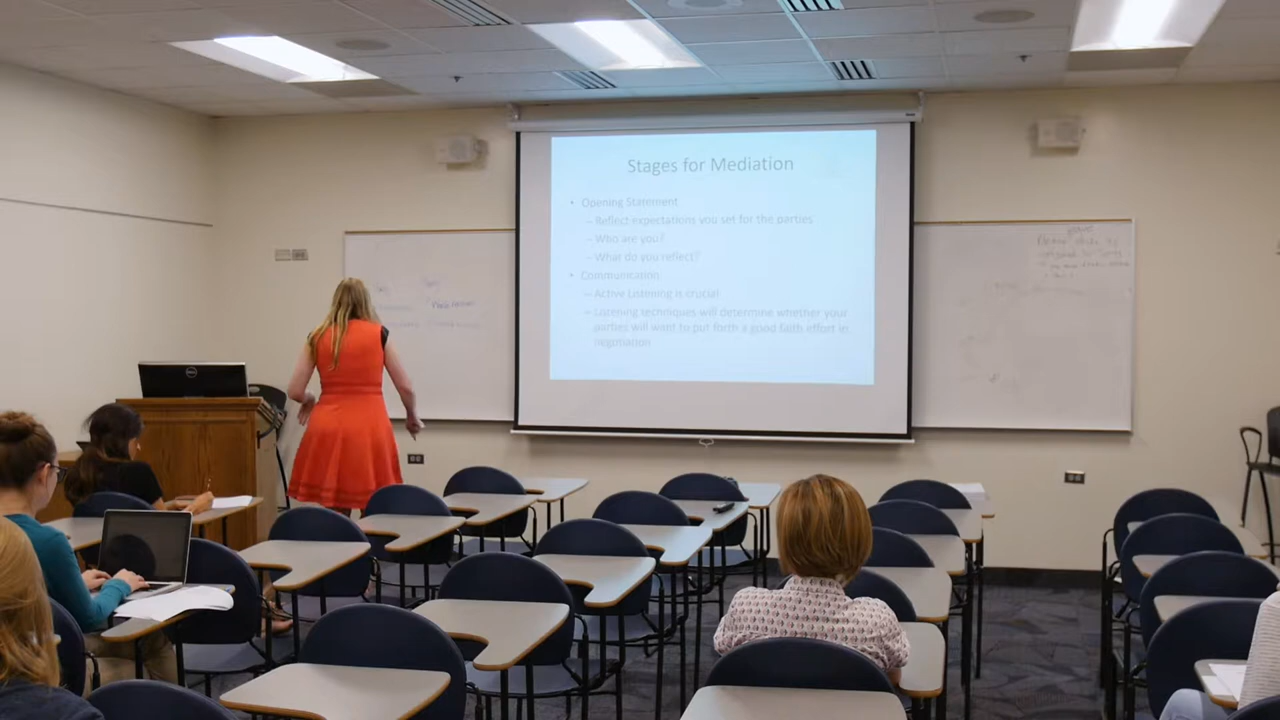 Stages for Mediation
• Opening Statement
– Reflect expectations you set for the parties
– Who are you?
– What do you reflect?
• Communication
– Active Listening is crucial
– Listening techniques will determine whether your
parties will want to put forth a good faith effort in
negotiation
DELL